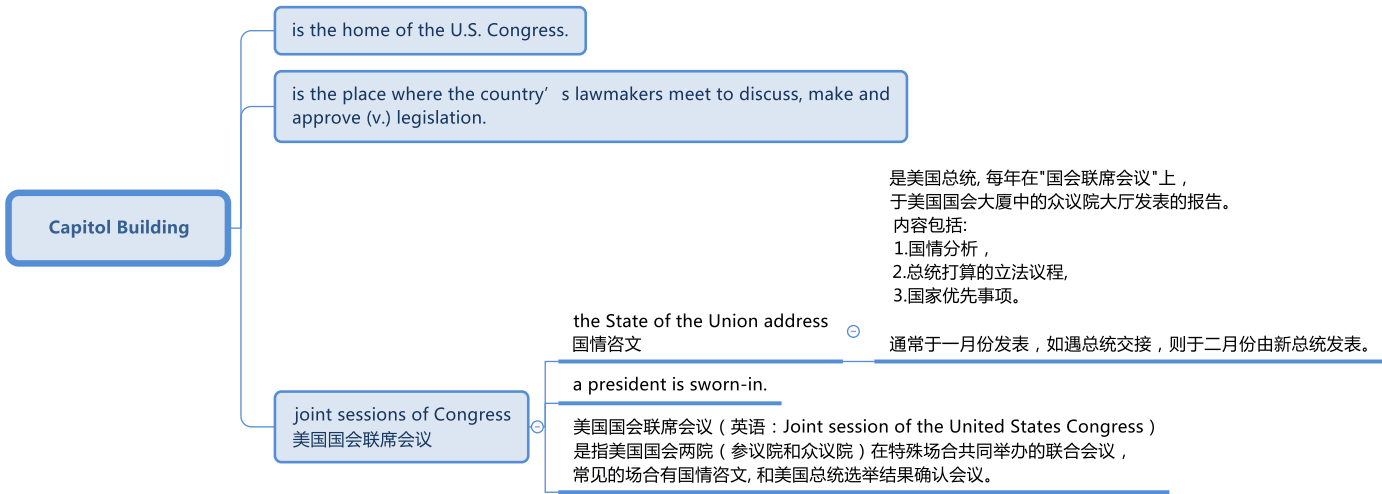 Capitol Building
is the home of the U.S. Congress.
is the place where the country’s lawmakers meet to discuss, make and
approve (v.) legislation.
joint sessions of Congress
美国国会联席会议
the State of the Union address
国情咨文
是美国总统, 每年在"国会联席会议"上，
于美国国会大厦中的众议院大厅发表的报告。
内容包括:
1.国情分析，
2.总统打算的立法议程,
3.国家优先事项。
通常于一月份发表，如遇总统交接，则于二月份由新总统发表。
a president is sworn-in.
美国国会联席会议（英语：Joint session of the United States Congress）
是指美国国会两院（参议院和众议院）在特殊场合共同举办的联合会议，
常见的场合有国情咨文, 和美国总统选举结果确认会议。